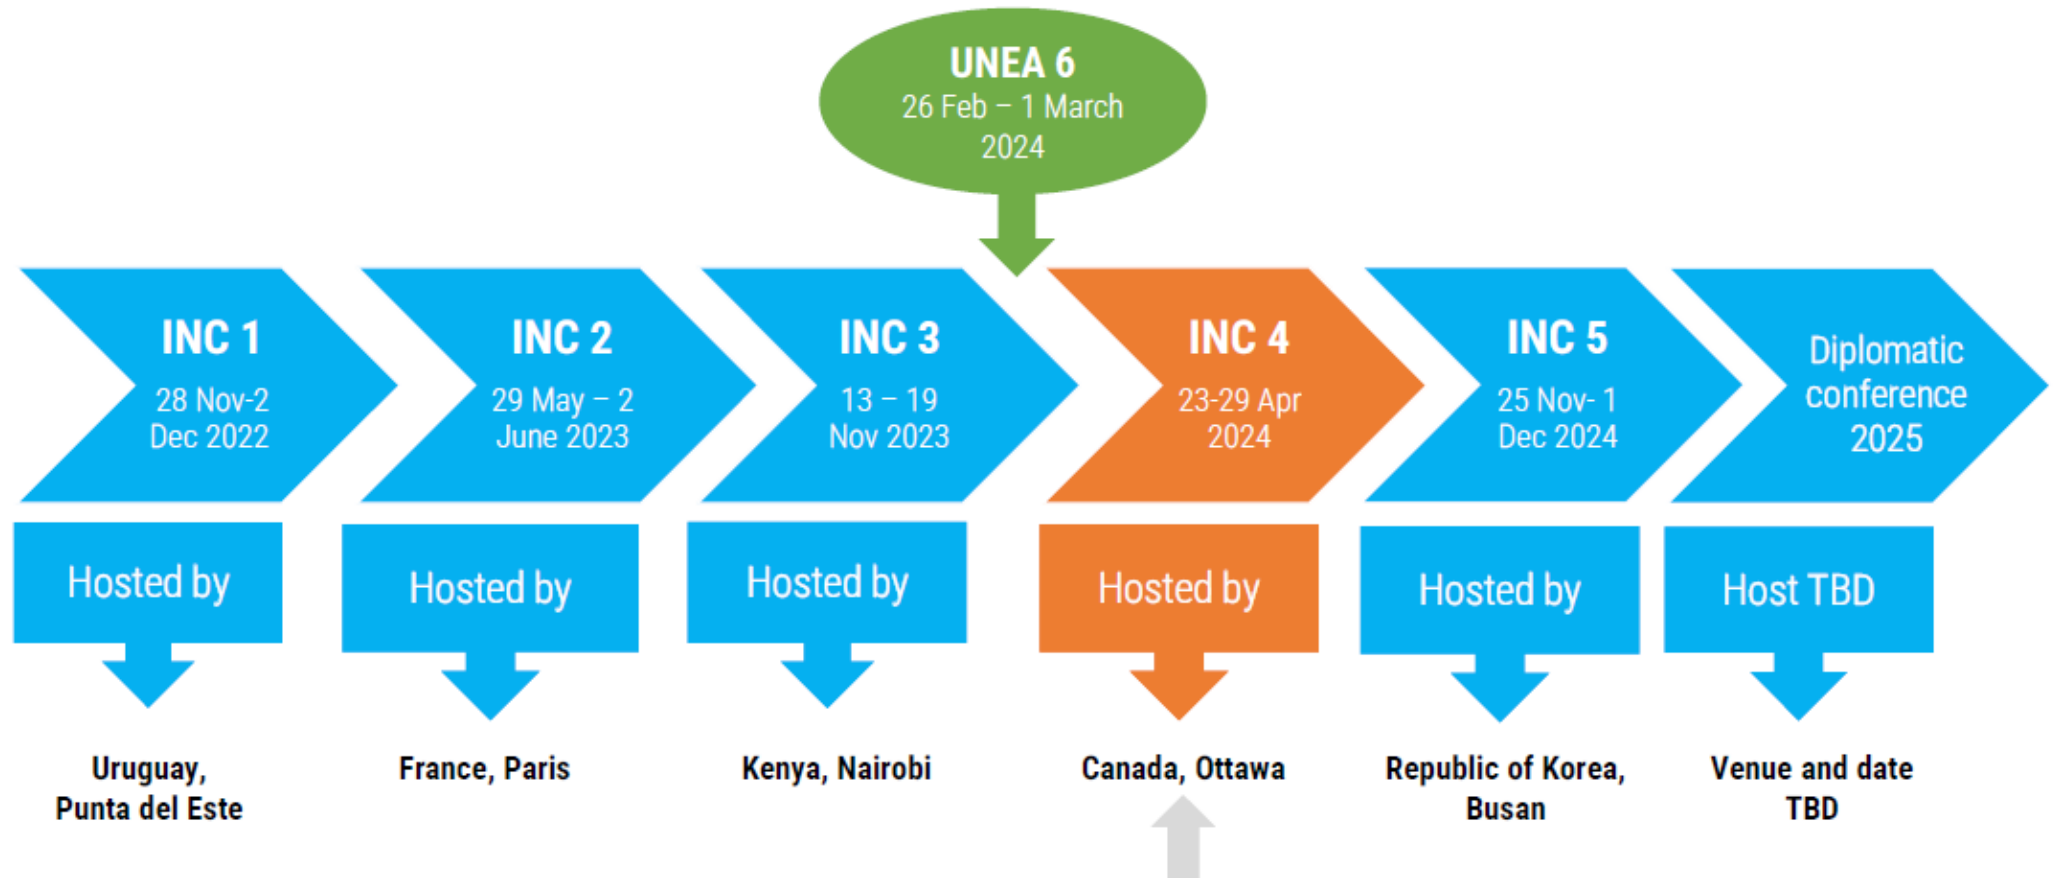 UNEA 6
26 Feb – 1 March
2024
INC 1
28 Nov-2
Dec 2022
INC 2
29 May – 2
June 2023
INC 3
13 – 19
Nov 2023
INC 4
23-29 Apr
2024
INC 5
25 Nov- 1
Dec 2024
Diplomatic
conference
2025
Hosted by
Hosted by
Hosted by
Hosted by
Hosted by
Host TBD
Uruguay,
Punta del Este
France, Paris
Kenya, Nairobi
Canada, Ottawa
Republic of Korea,
Busan
Venue and date
TBD